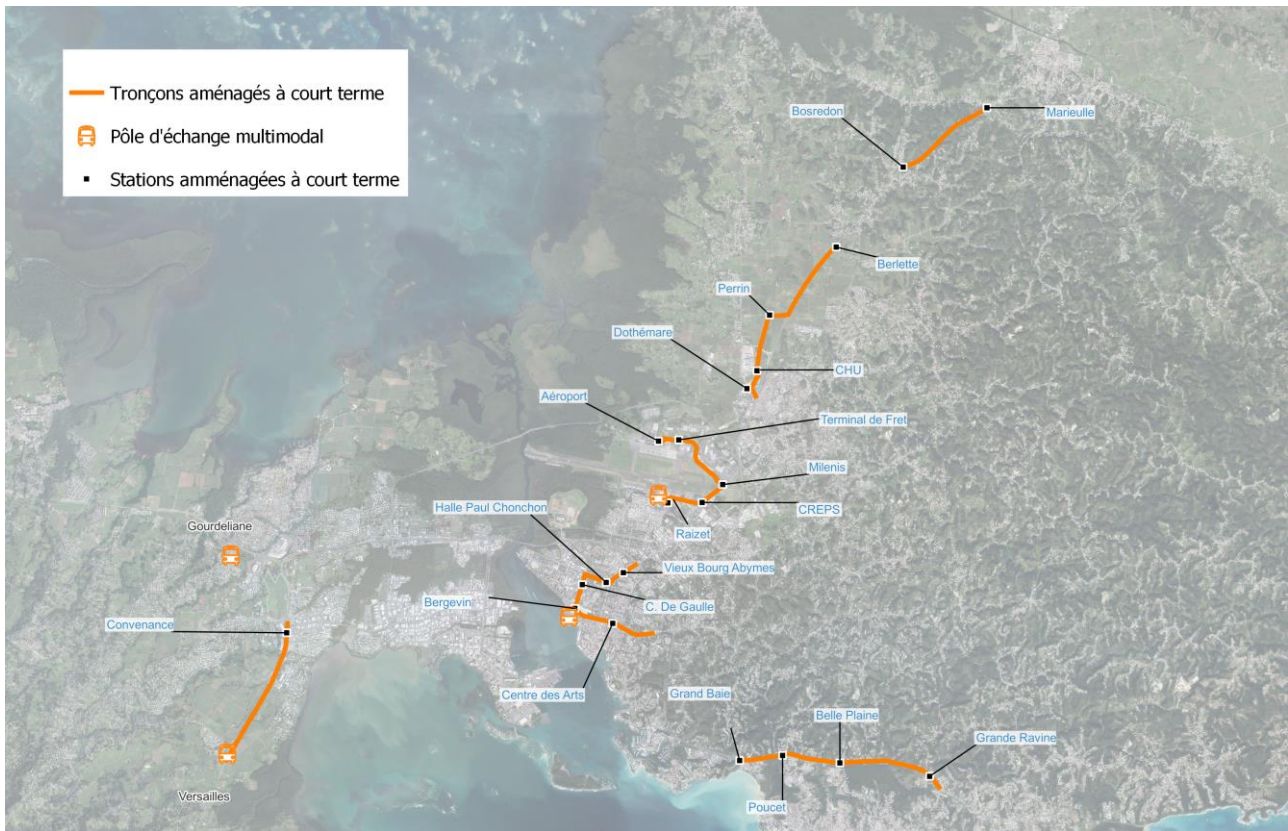 Tronçons aménagés à court terme
Pôle d'échange multimodal
Stations amménagées à court terme
Bosredon
Marieulle
Berlette
Perrin
Dothémare
CHU
Aéroport
Terminal de Fret
Milenis
Halle Paul Chonchon
CREPS
Raizet
Gourdeliane
Vieux Bourg Abymes
Bergevin
C. De Gaulle
Convenance
Centre des Arts
Grand Baie
Belle Plaine
Grande Ravine
Versailles
Poucet